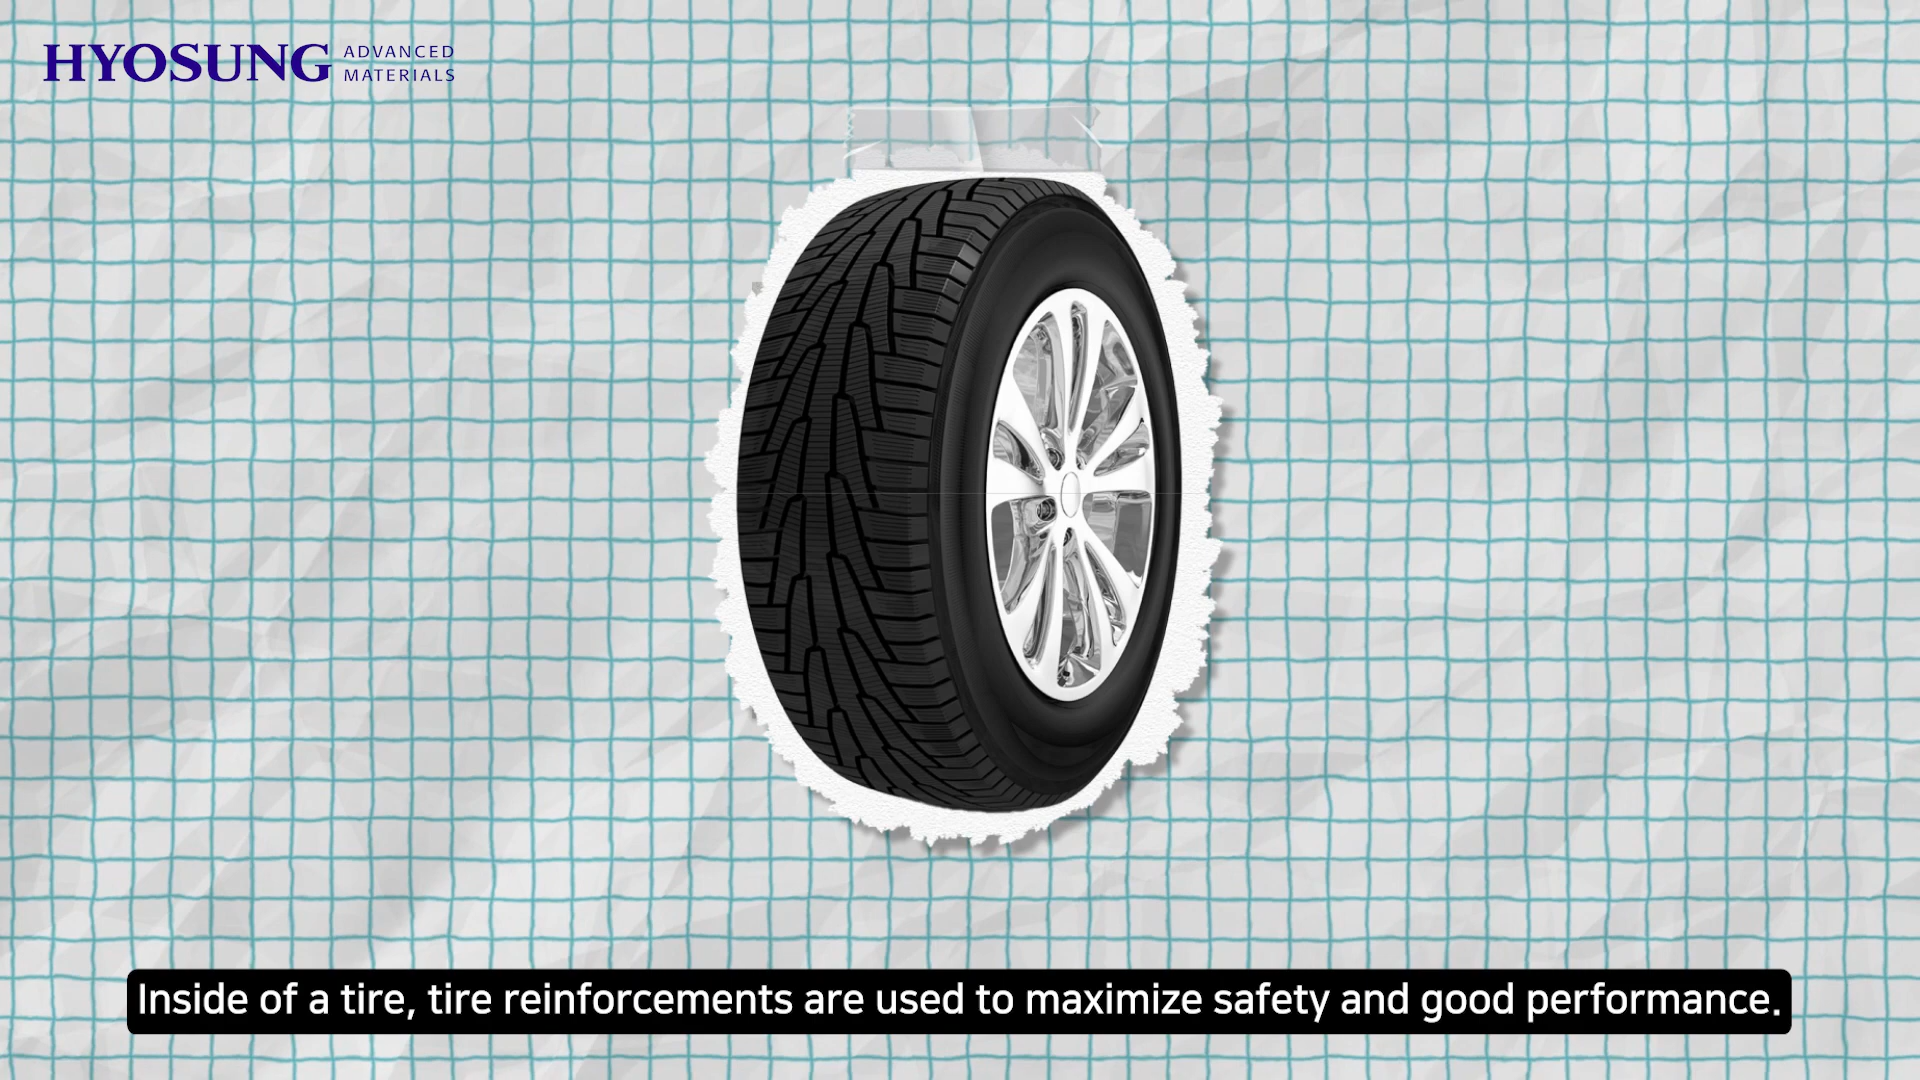 HYOSUNG ADVANCED
MATERIALS
Inside of a tire, tire reinforcements are used to maximize safety and good performance.